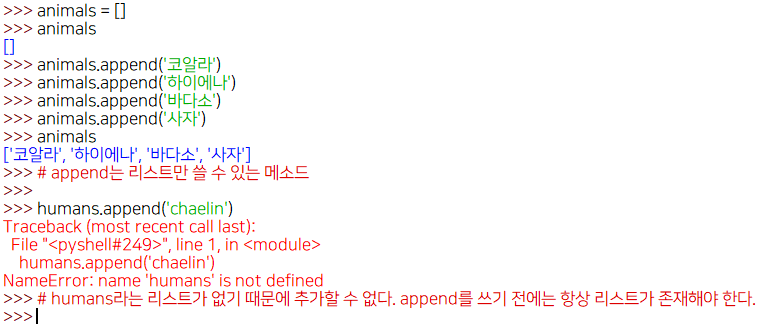 >>> animals = []
>>> animals
[]
>>> animals.append('코알라')
>>> animals.append('하이에나')
>>> animals.append('바다소')
>>> animals.append('사자')
>>> animals
['코알라', '하이에나', '바다소', '사자']
>>> # append는 리스트만 쓸 수 있는 메소드
>>>
>>> humans.append('chaelin')
Traceback (most recent call last):
  File "<pyshell#249>", line 1, in <module>
    humans.append('chaelin')
NameError: name 'humans' is not defined
>>> # humans라는 리스트가 없기 때문에 추가할 수 없다. append를 쓰기 전에는 항상 리스트가 존재해야 한다.
>>>